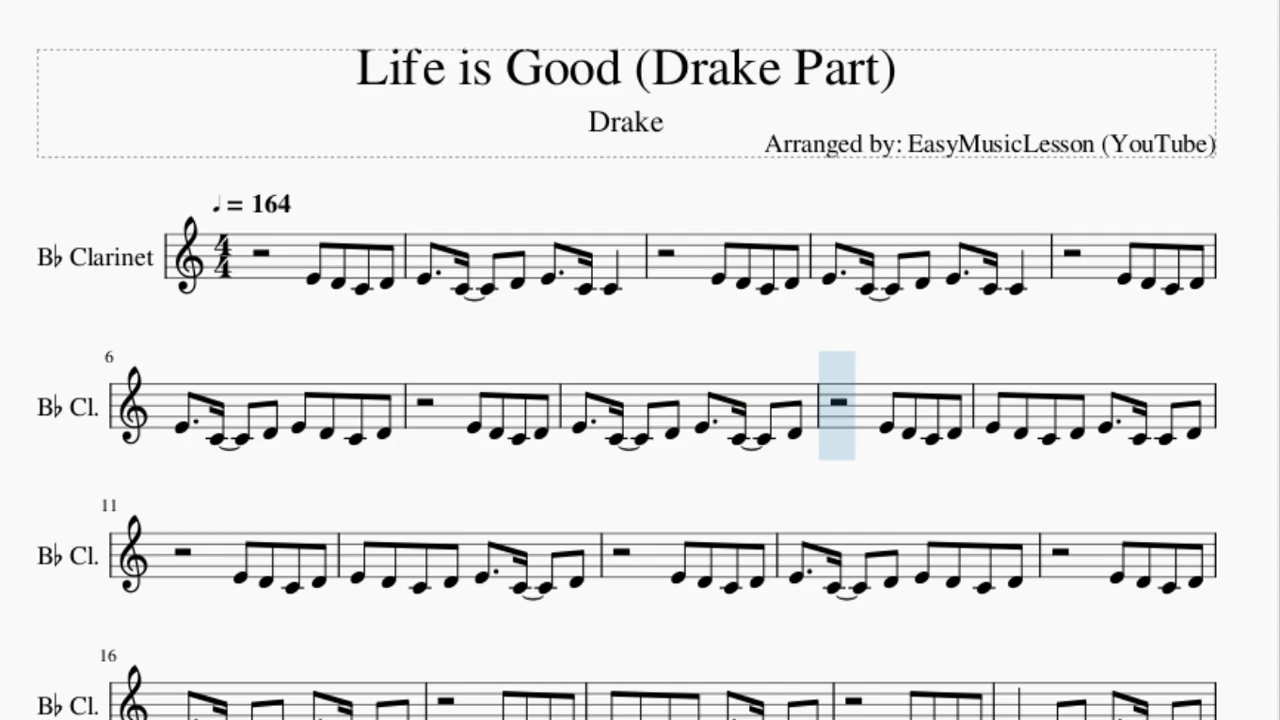 Life is Good (Drake Part)
Drake
Arranged by: EasyMusicLesson (YouTube)
♩ = 164
B♭ Clarinet
4
4
6
B♭ Cl.
11
B♭ Cl.
16
B♭ Cl.